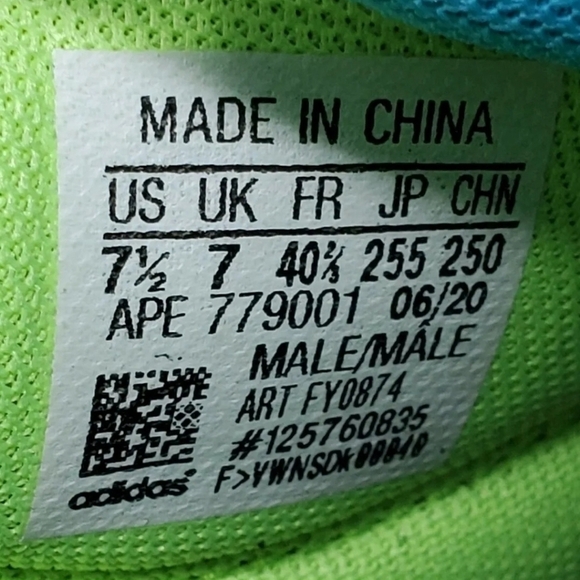 MADE IN CHINA
US UK FR JP CHN
7½ 7 40⅔ 255 250
APE 779001 06/20
MALE/MÂLE
ART FY0874
#125760835
adidas